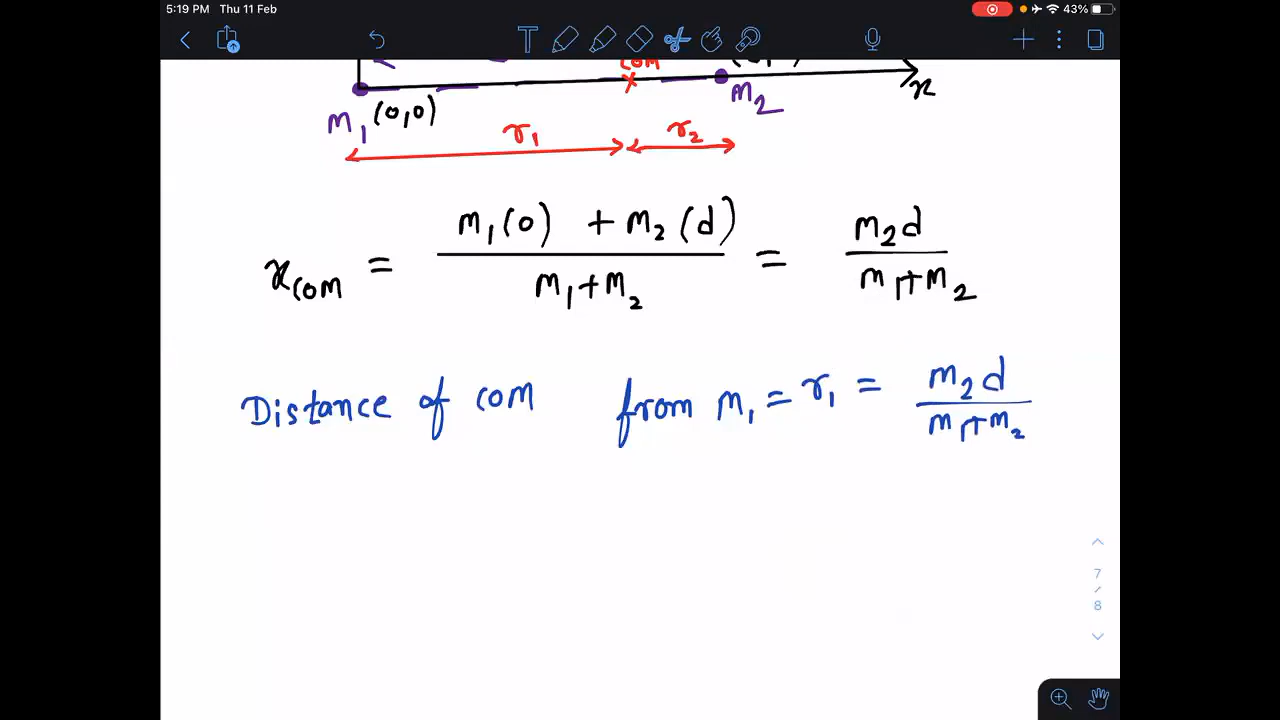 5:19 PM Thu 11 Feb 43%
T
com
m₁ (0,0) m₂ x
r₁ r₂
x_com = (m₁(0) + m₂(d)) / (m₁+m₂) = m₂d / (m₁+m₂)
Distance of com from m₁ = r₁ = m₂d / (m₁+m₂)
7
/
8